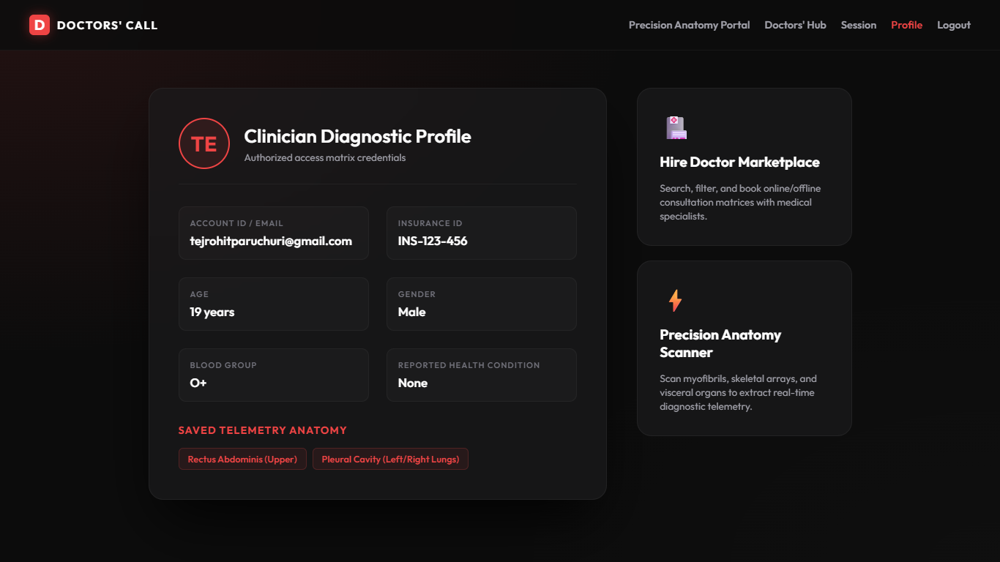 D DOCTORS' CALL
Precision Anatomy Portal
Doctors' Hub
Session
Profile
Logout
TE
Clinician Diagnostic Profile
Authorized access matrix credentials
ACCOUNT ID / EMAIL
tejrohitparuchuri@gmail.com
INSURANCE ID
INS-123-456
AGE
19 years
GENDER
Male
BLOOD GROUP
O+
REPORTED HEALTH CONDITION
None
SAVED TELEMETRY ANATOMY
Rectus Abdominis (Upper)
Pleural Cavity (Left/Right Lungs)
Hire Doctor Marketplace
Search, filter, and book online/offline
consultation matrices with medical
specialists.
Precision Anatomy
Scanner
Scan myofibrils, skeletal arrays, and
visceral organs to extract real-time
diagnostic telemetry.